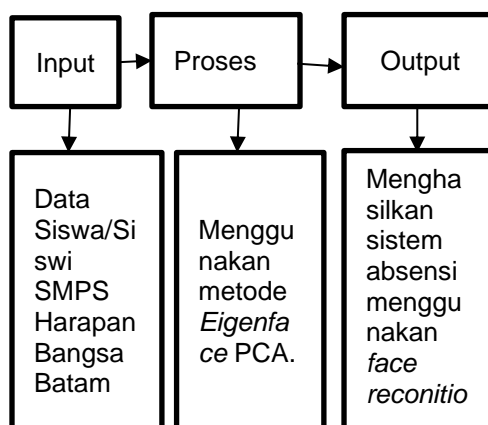 Input
Proses
Output
Data
Siswa/Si
swi
SMPS
Harapan
Bangsa
Batam
Menggu
nakan
metode
Eigenfa
ce PCA.
Mengha
silkan
sistem
absensi
menggu
nakan
face
reconitio